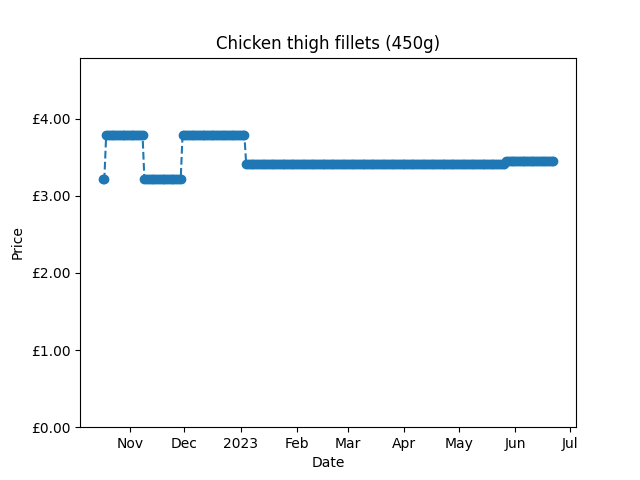 Chicken thigh fillets (450g)
£4.00
£3.00
£2.00
£1.00
£0.00
Price
Nov Dec 2023 Feb Mar Apr May Jun Jul
Date